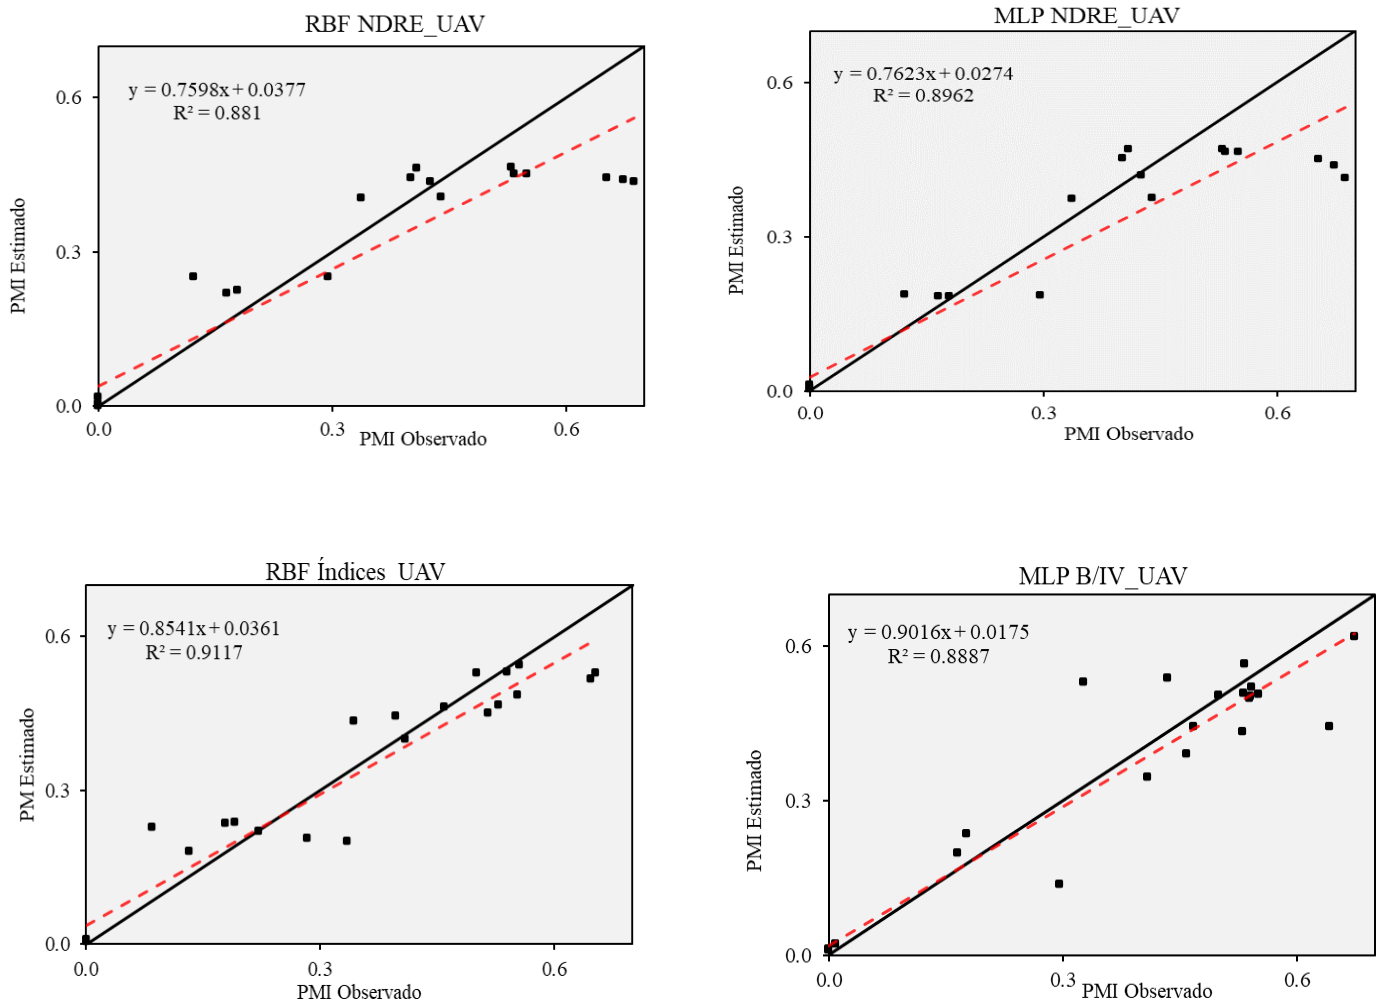 RBF NDRE_UAV
y = 0.7598x + 0.0377
R² = 0.881
PMI Estimado
0.6
0.3
0.0
0.0 0.3 0.6
PMI Observado
MLP NDRE_UAV
y = 0.7623x + 0.0274
R² = 0.8962
PMI Estimado
0.6
0.3
0.0
0.0 0.3 0.6
PMI Observado
RBF Índices UAV
y = 0.8541x + 0.0361
R² = 0.9117
PM Estimado
0.6
0.3
0.0
0.0 0.3 0.6
PMI Observado
MLP B/IV_UAV
y = 0.9016x + 0.0175
R² = 0.8887
PMI Estimado
0.6
0.3
0.0
0.0 0.3 0.6
PMI Observado